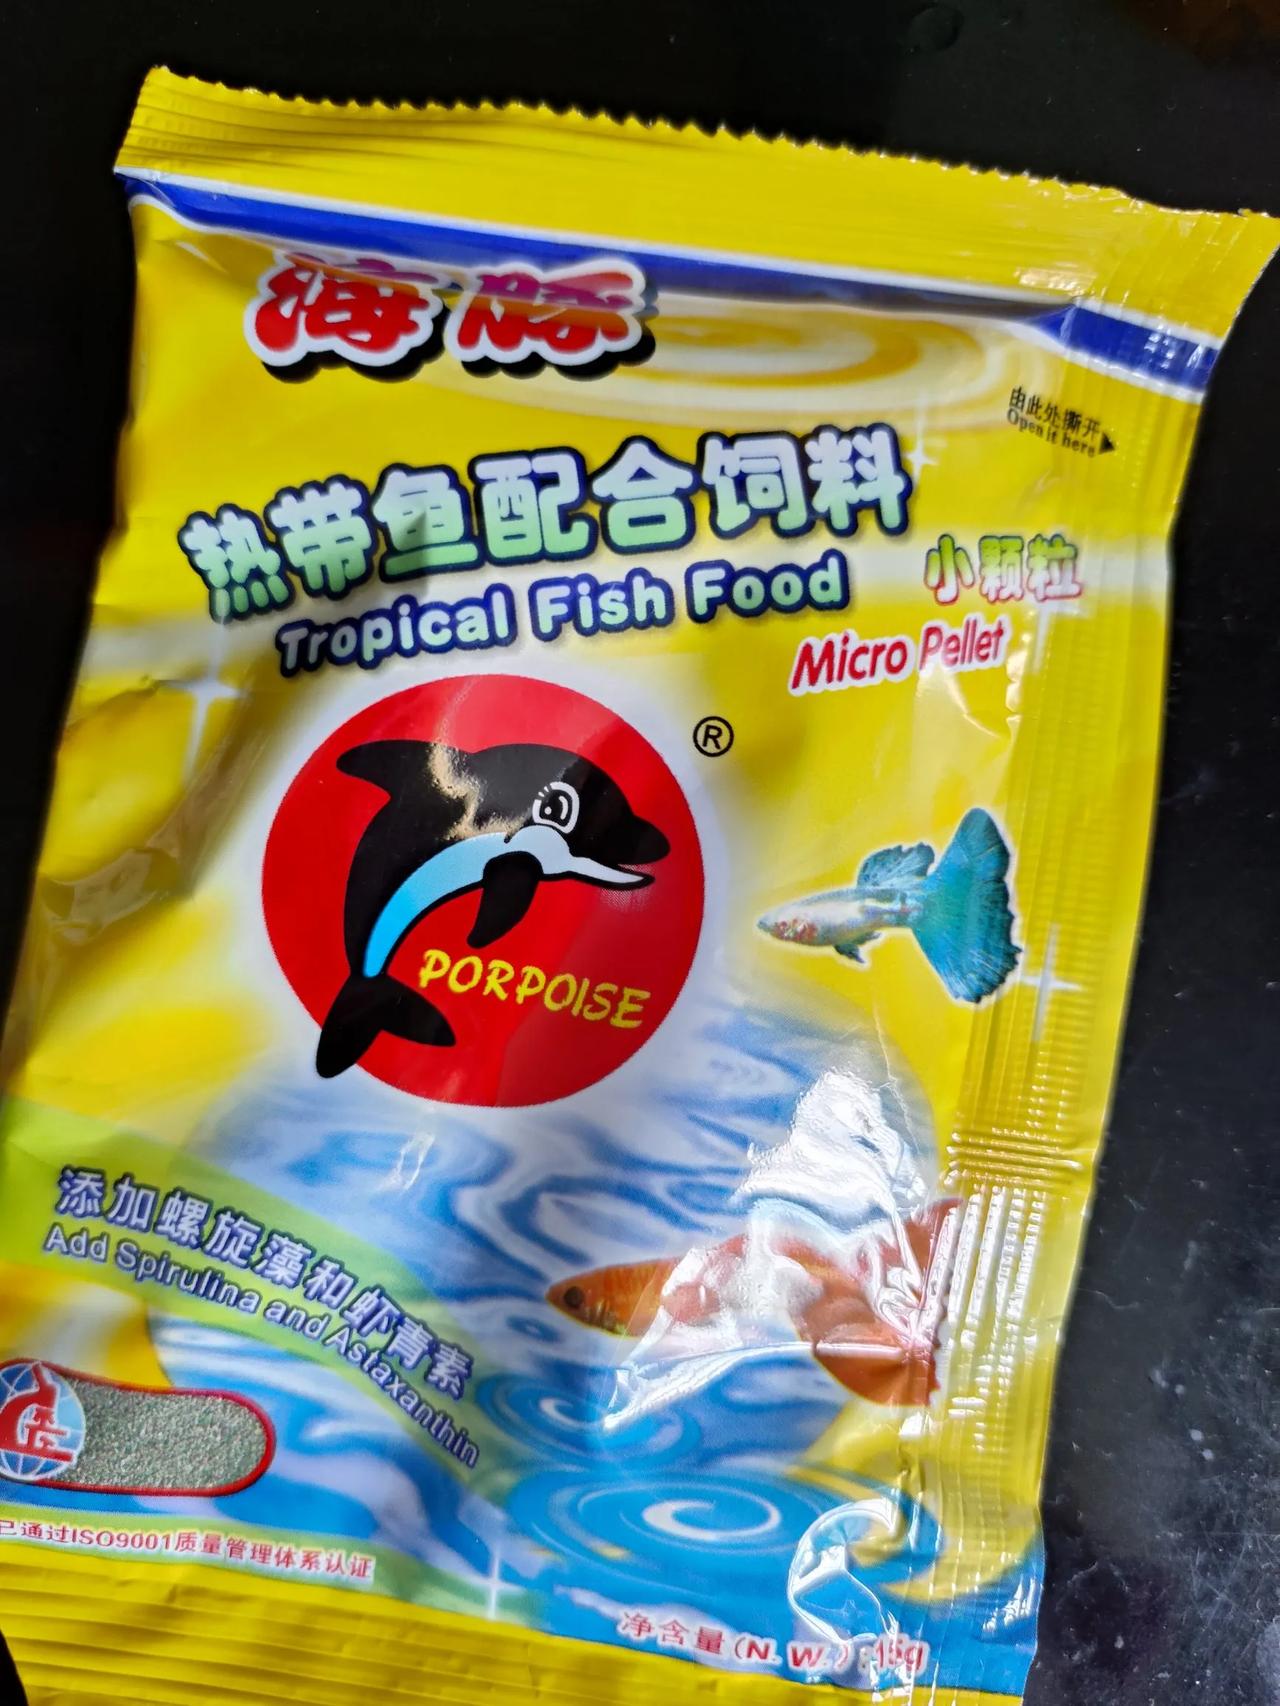 海豚
由此处撕开
Open it here
热带鱼配合饲料
Tropical Fish Food
小颗粒
Micro Pellet
®
PORPOISE
添加螺旋藻和虾青素
Add Spirulina and Astaxanthin
已通过ISO9001质量管理体系认证
净含量(N. W.):15g